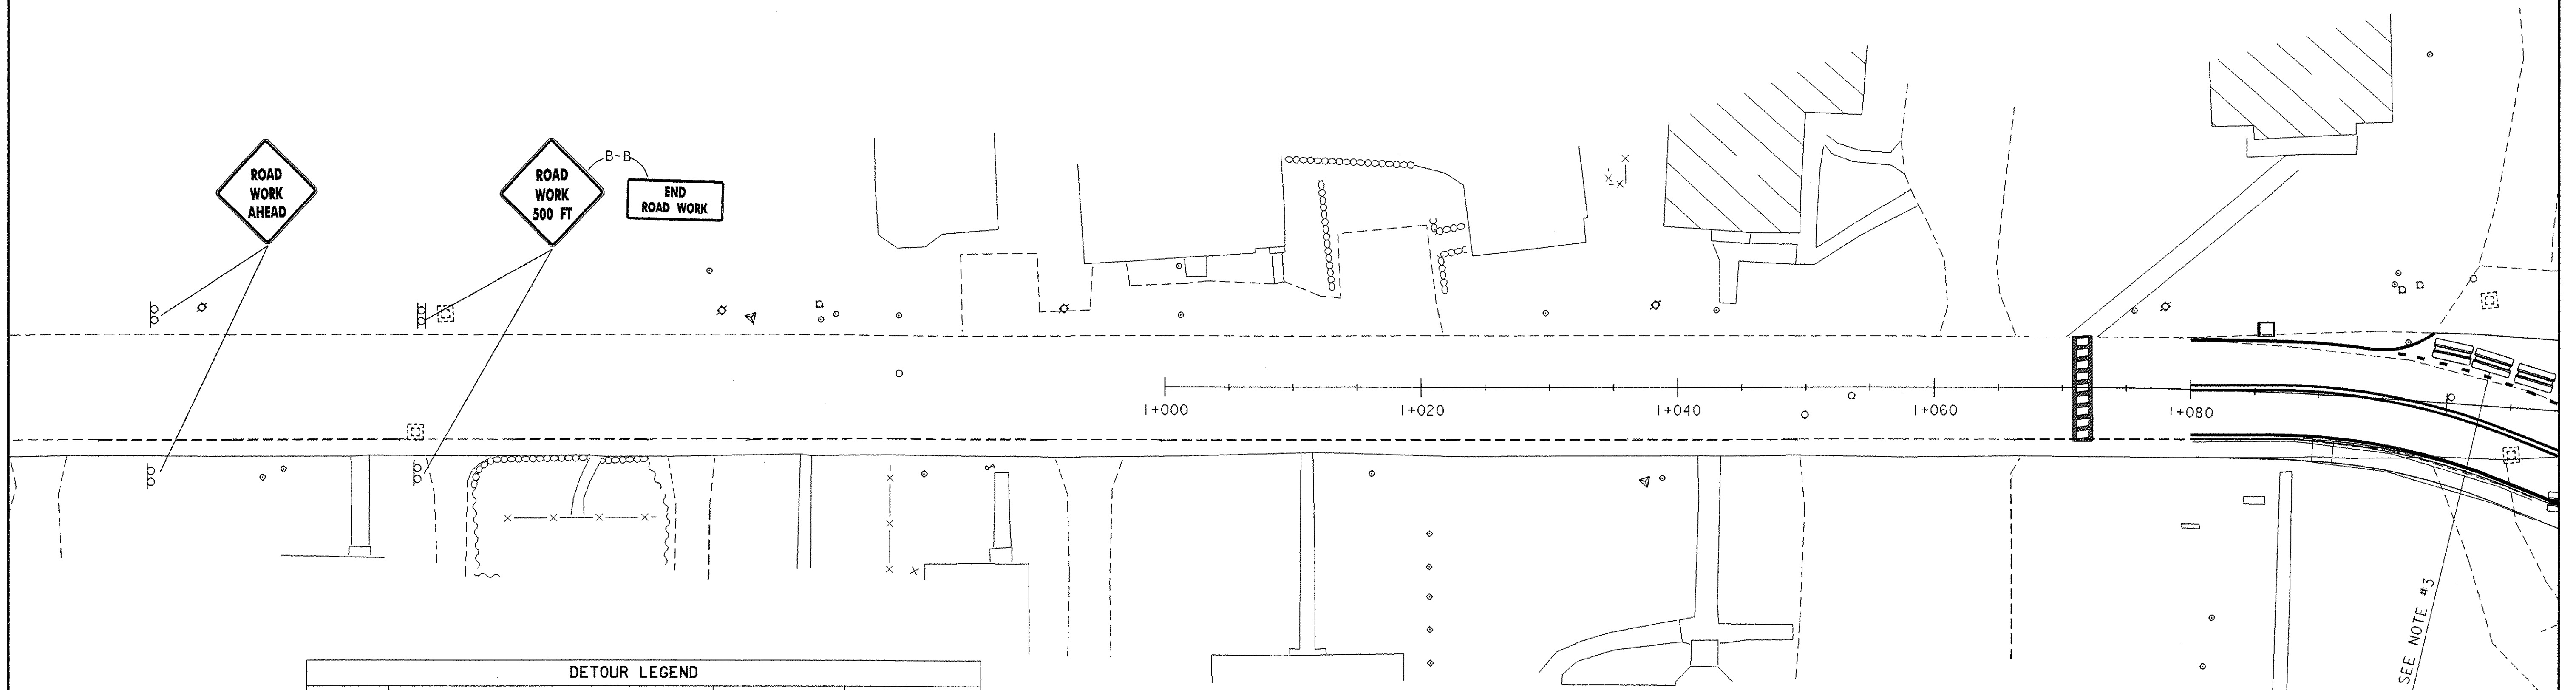 ROAD
WORK
AHEAD
ROAD
WORK
500 FT
B-B
END
ROAD WORK
1+000
1+020
1+040
1+060
1+080
SEE NOTE #3
DETOUR LEGEND